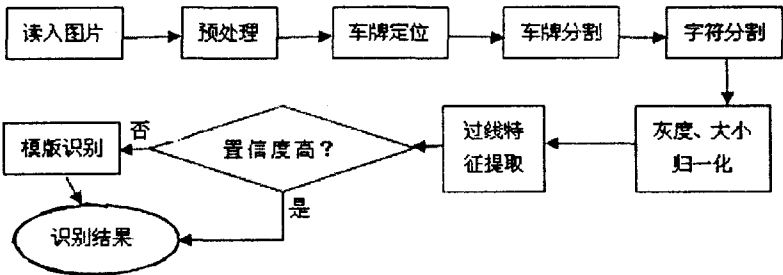 读入图片
预处理
车牌定位
车牌分割
字符分割
灰度、大小
归一化
过线特
征提取
置信度高？
否
模版识别
是
识别结果